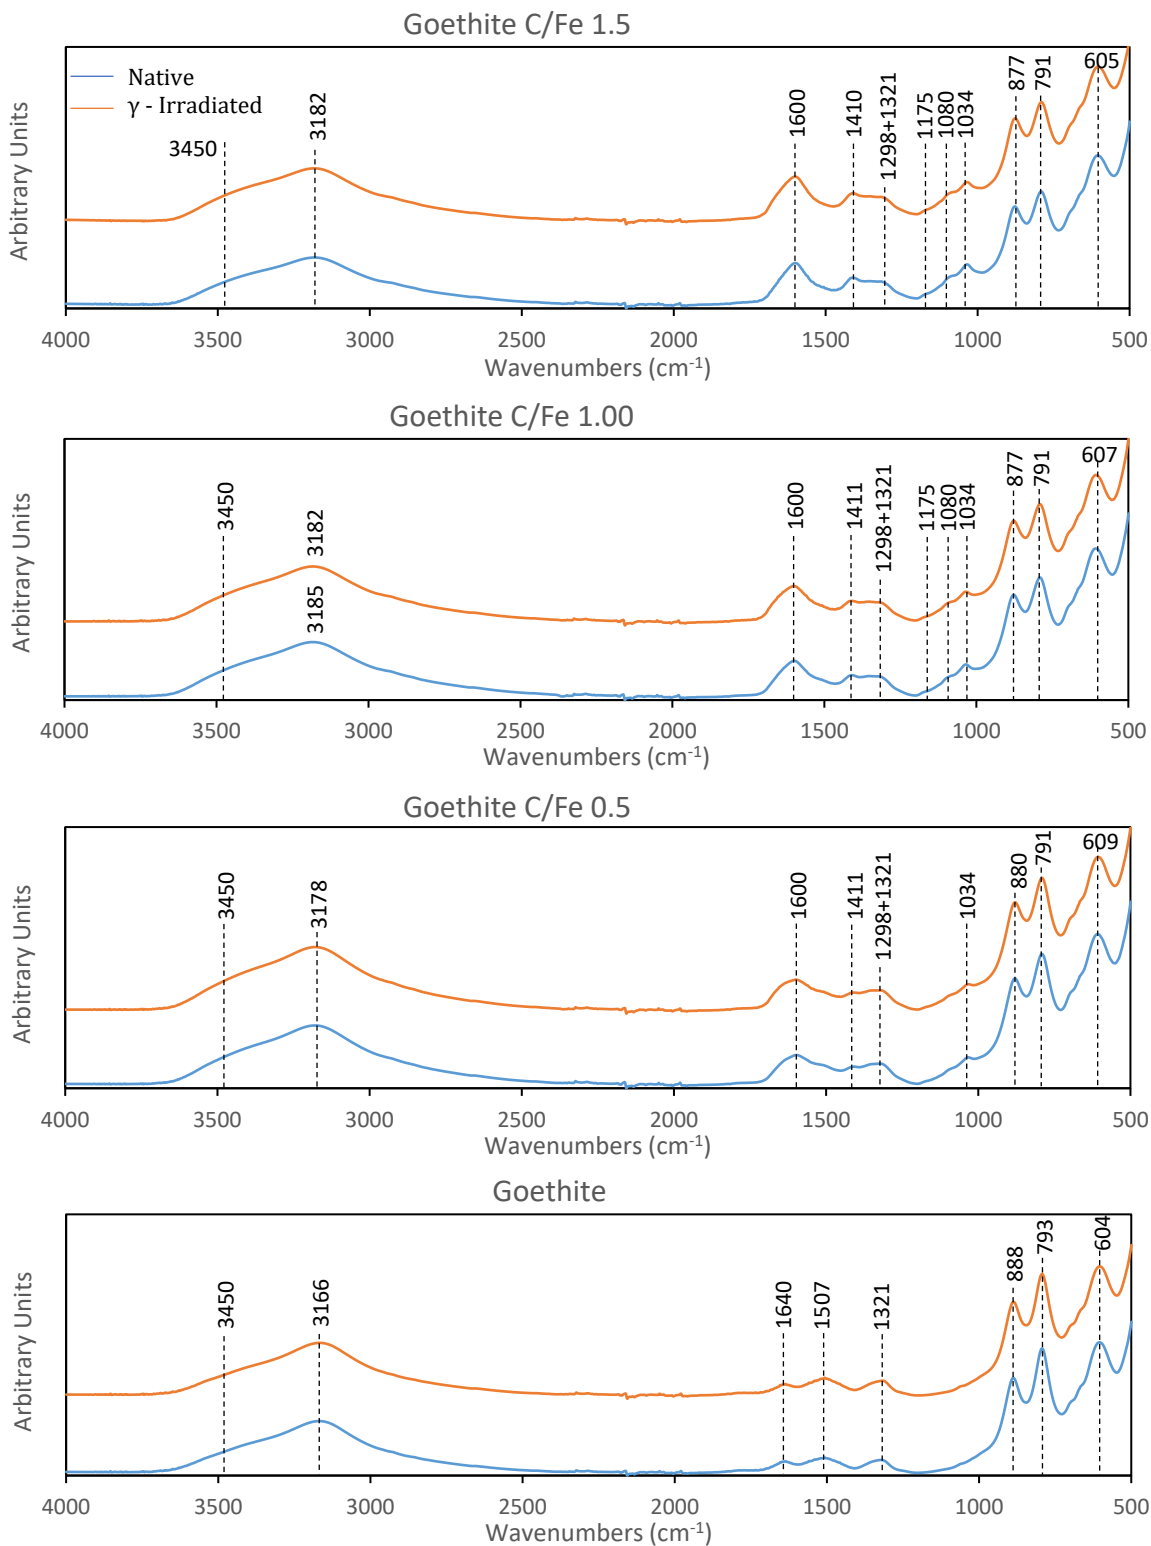 Goethite C/Fe 1.5
Native
γ - Irradiated
3450
3182
1600
1410
1298+1321
1175
1080
1034
877
791
605
Arbitrary Units
4000 3500 3000 2500 2000 1500 1000 500
Wavenumbers (cm⁻¹)
Goethite C/Fe 1.00
3450
3182
3185
1600
1411
1298+1321
1175
1080
1034
877
791
607
Arbitrary Units
4000 3500 3000 2500 2000 1500 1000 500
Wavenumbers (cm⁻¹)
Goethite C/Fe 0.5
3450
3178
1600
1411
1298+1321
1034
880
791
609
Arbitrary Units
4000 3500 3000 2500 2000 1500 1000 500
Wavenumbers (cm⁻¹)
Goethite
3450
3166
1640
1507
1321
888
793
604
Arbitrary Units
4000 3500 3000 2500 2000 1500 1000 500
Wavenumbers (cm⁻¹)